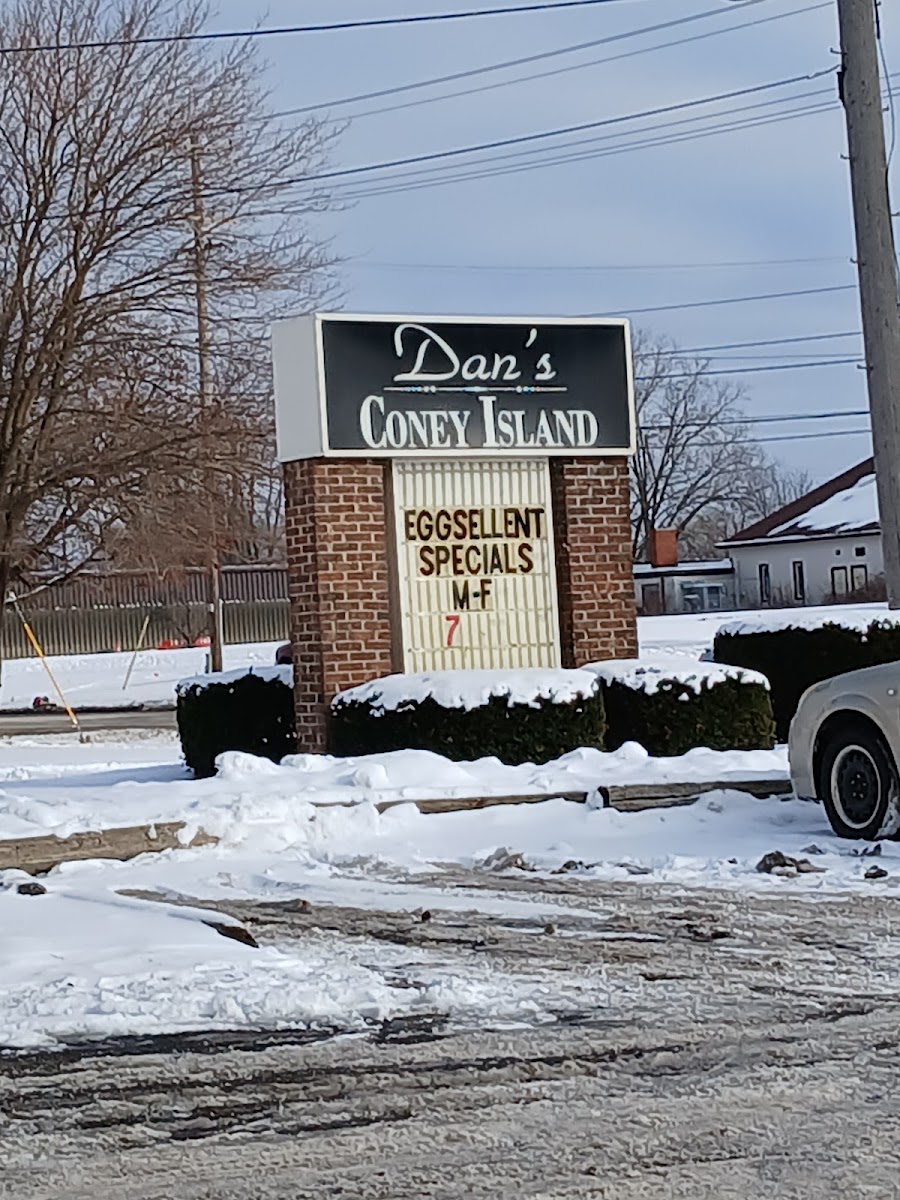 Dan's
CONEY ISLAND
EGGSELLENT
SPECIALS
M-F
7